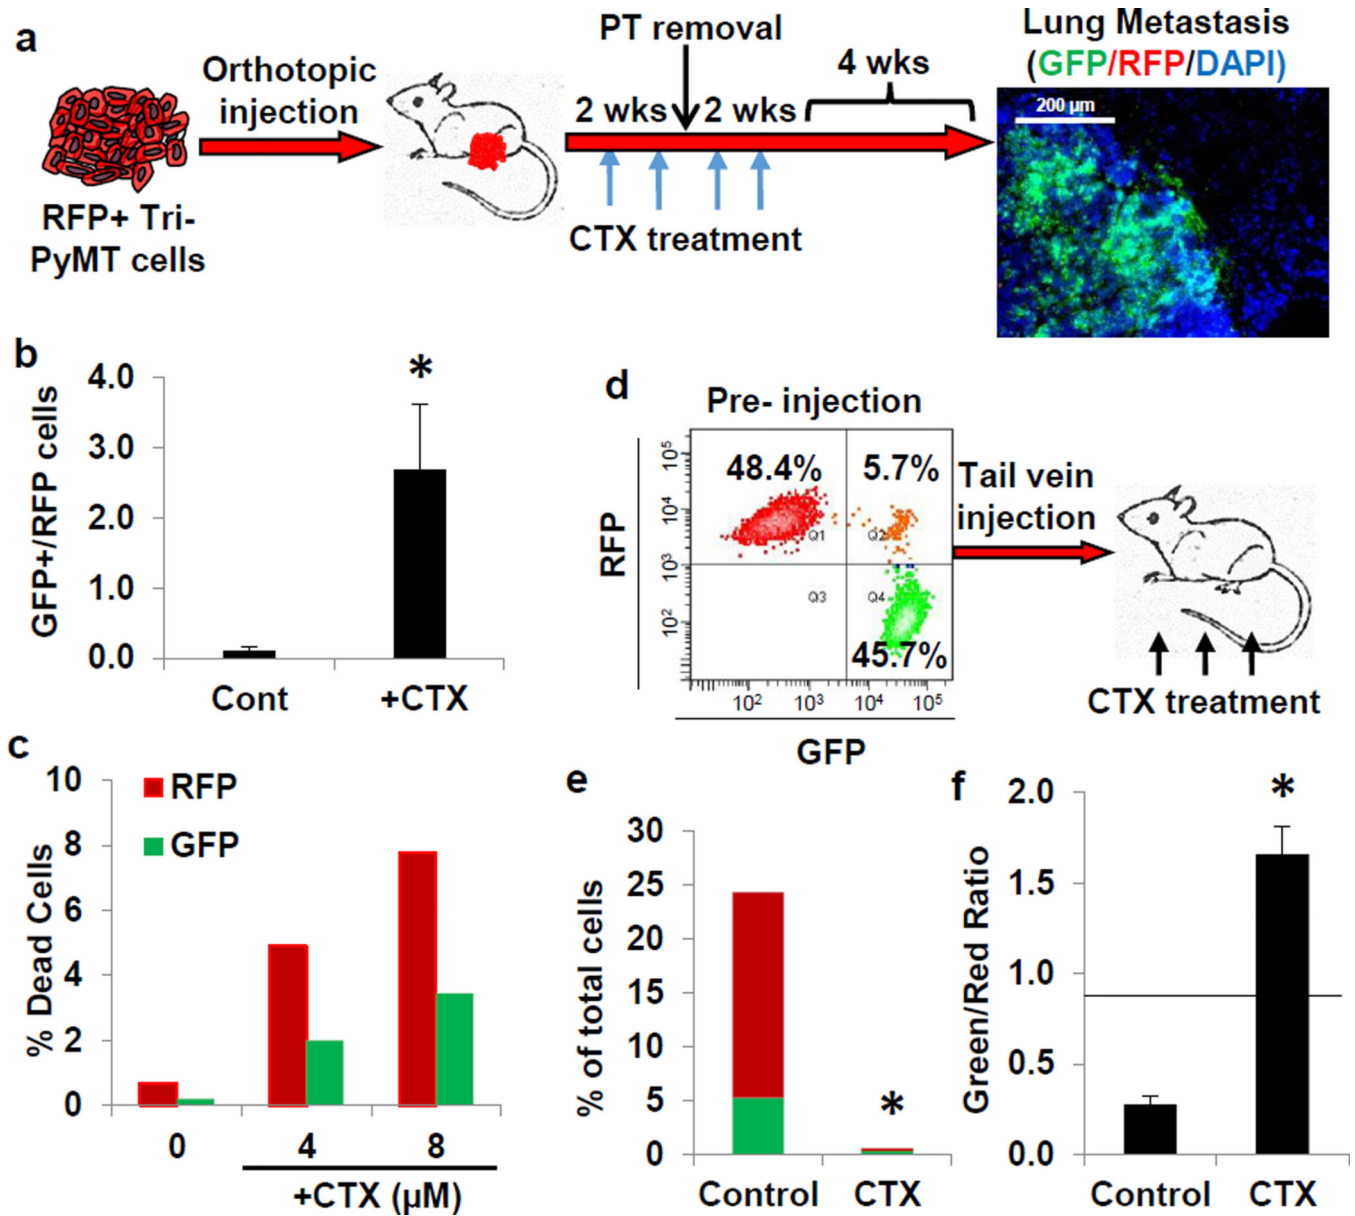 a
RFP+ Tri-
PyMT cells
Orthotopic
injection
PT removal
2 wks
2 wks
4 wks
CTX treatment
Lung Metastasis
(GFP/RFP/DAPI)
200 µm
b
GFP+/RFP cells
4.0
3.0
2.0
1.0
0.0
*
Cont
+CTX
c
% Dead Cells
10
8
6
4
2
0
RFP
GFP
0
4
8
+CTX (µM)
d
Pre- injection
RFP
10⁵
10⁴
10³
10²
48.4%
5.7%
45.7%
Q1
Q2
Q3
Q4
10²
10³
10⁴
10⁵
GFP
Tail vein
injection
CTX treatment
e
% of total cells
30
25
20
15
10
5
0
*
Control
CTX
f
Green/Red Ratio
2.0
1.5
1.0
0.5
0.0
*
Control
CTX